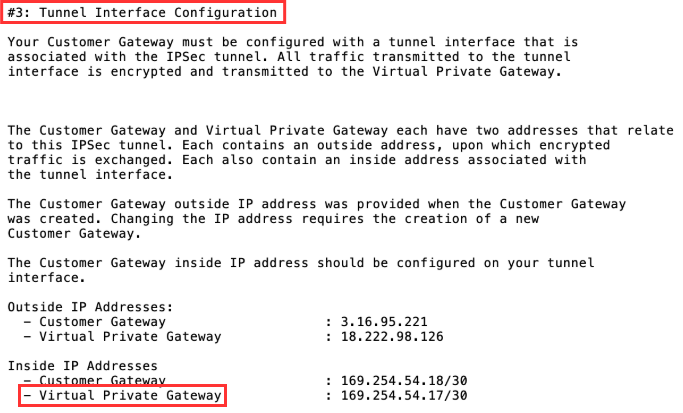 #3: Tunnel Interface Configuration
Your Customer Gateway must be configured with a tunnel interface that is
associated with the IPSec tunnel. All traffic transmitted to the tunnel
interface is encrypted and transmitted to the Virtual Private Gateway.
The Customer Gateway and Virtual Private Gateway each have two addresses that relate
to this IPSec tunnel. Each contains an outside address, upon which encrypted
traffic is exchanged. Each also contain an inside address associated with
the tunnel interface.
The Customer Gateway outside IP address was provided when the Customer Gateway
was created. Changing the IP address requires the creation of a new
Customer Gateway.
The Customer Gateway inside IP address should be configured on your tunnel
interface.
Outside IP Addresses:
- Customer Gateway : 3.16.95.221
- Virtual Private Gateway : 18.222.98.126
Inside IP Addresses
- Customer Gateway : 169.254.54.18/30
- Virtual Private Gateway : 169.254.54.17/30